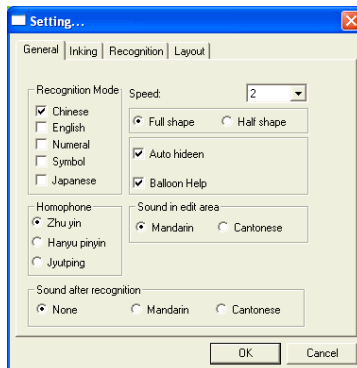 Setting...
General Inking Recognition Layout
Recognition Mode
Chinese
English
Numeral
Symbol
Japanese
Speed: 2
Full shape Half shape
Auto hideen
Balloon Help
Homophone
Zhu yin
Hanyu pinyin
Jyutping
Sound in edit area
Mandarin Cantonese
Sound after recognition
None Mandarin Cantonese
OK Cancel